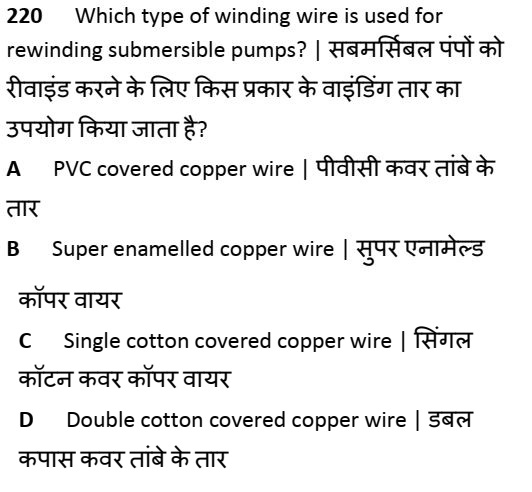 220 Which type of winding wire is used for
rewinding submersible pumps? | सबमर्सिबल पंपों को
रीवाइंड करने के लिए किस प्रकार के वाइंडिंग तार का
उपयोग किया जाता है?
A PVC covered copper wire | पीवीसी कवर तांबे के
तार
B Super enamelled copper wire | सुपर एनामेल्ड
कॉपर वायर
C Single cotton covered copper wire | सिंगल
कॉटन कवर कॉपर वायर
D Double cotton covered copper wire | डबल
कपास कवर तांबे के तार